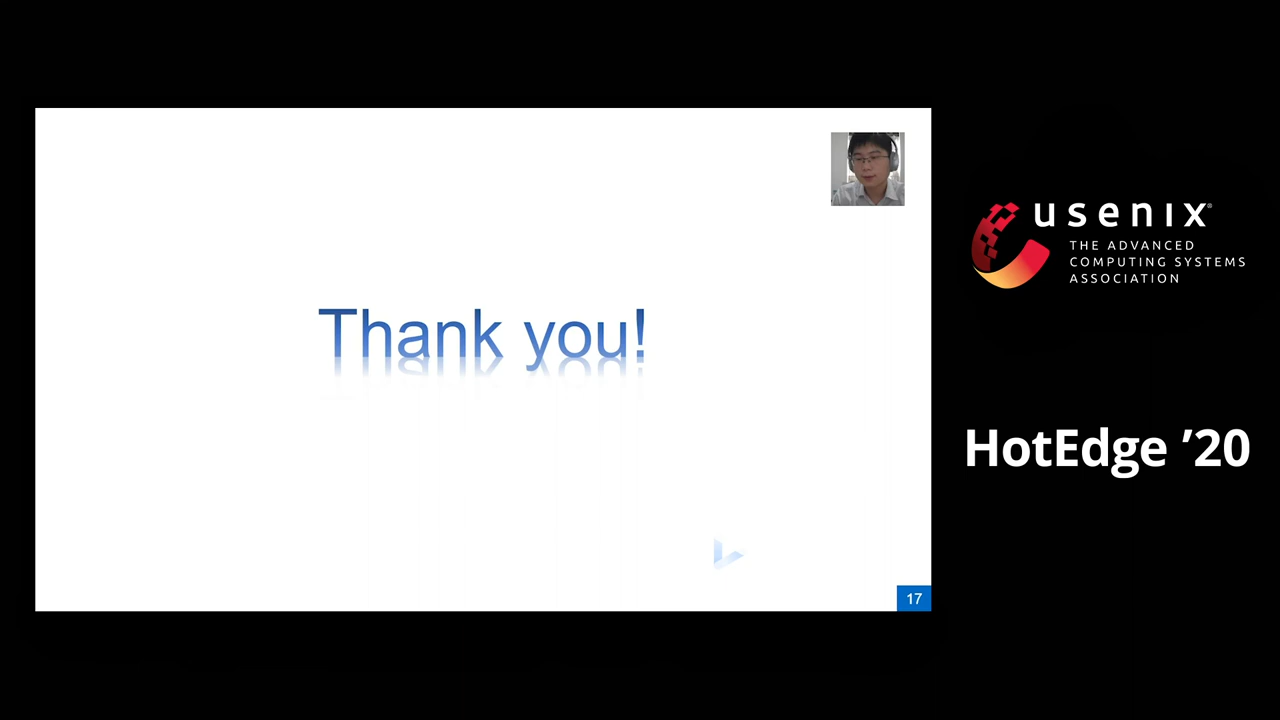 Thank you!
17
usenix®
THE ADVANCED
COMPUTING SYSTEMS
ASSOCIATION
HotEdge ’20